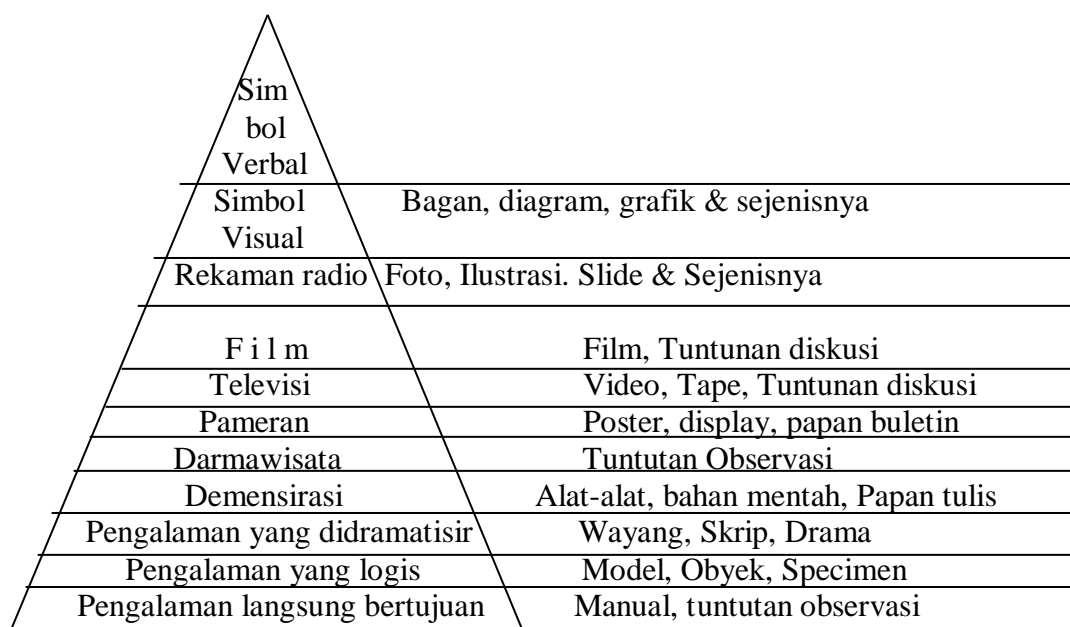 Sim
bol
Verbal
Simbol Bagan, diagram, grafik & sejenisnya
Visual
Rekaman radio Foto, Ilustrasi. Slide & Sejenisnya
F i l m Film, Tuntunan diskusi
Televisi Video, Tape, Tuntunan diskusi
Pameran Poster, display, papan buletin
Darmawisata Tuntutan Observasi
Demensirasi Alat-alat, bahan mentah, Papan tulis
Pengalaman yang didramatisir Wayang, Skrip, Drama
Pengalaman yang logis Model, Obyek, Specimen
Pengalaman langsung bertujuan Manual, tuntutan observasi